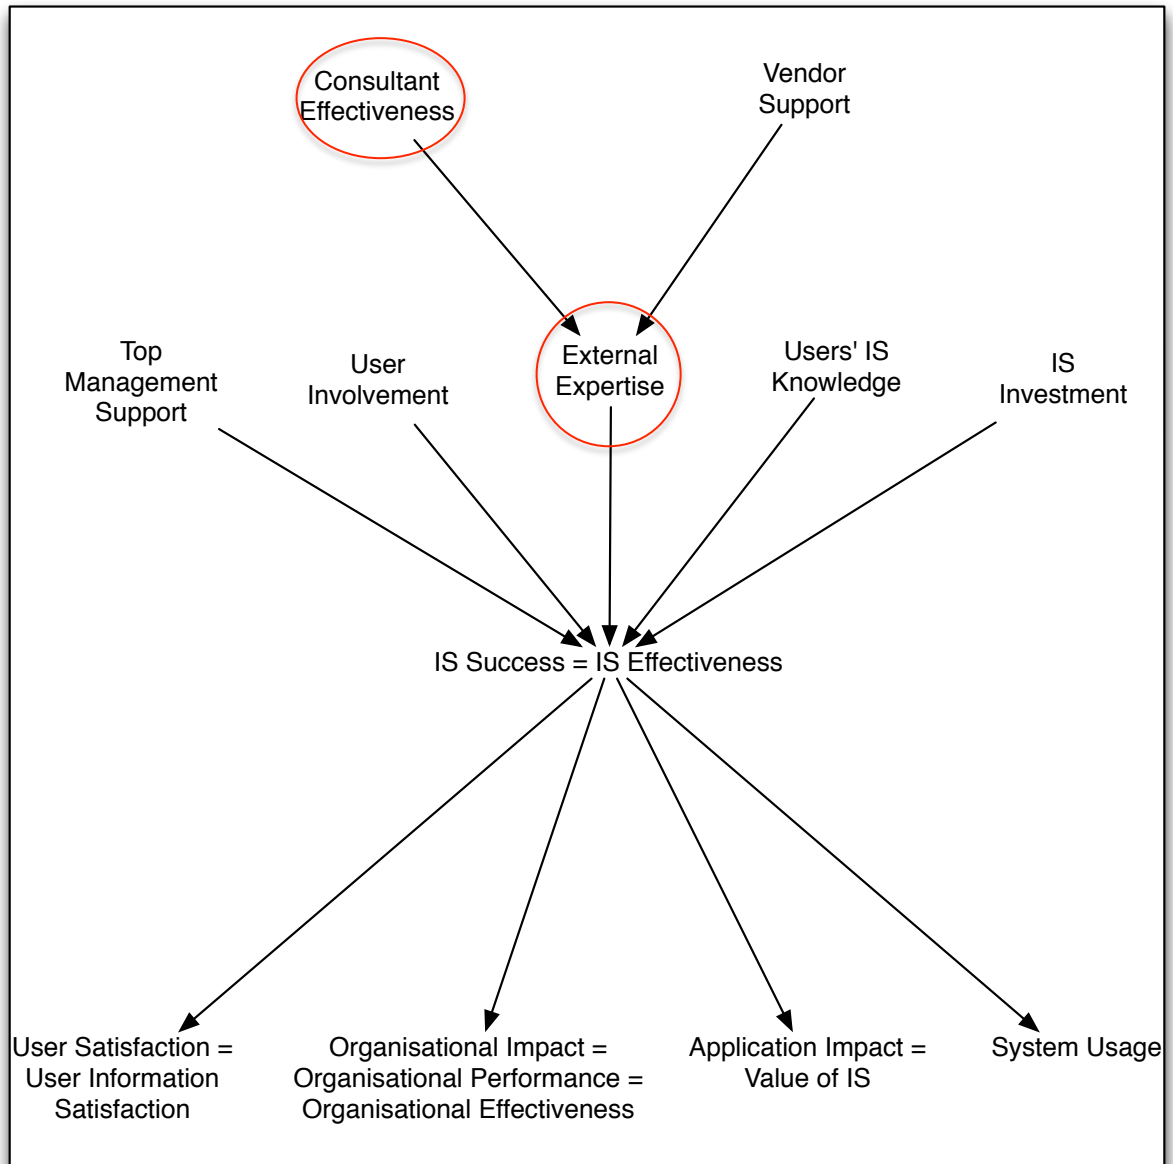 Consultant
Effectiveness
Vendor
Support
Top
Management
Support
User
Involvement
External
Expertise
Users' IS
Knowledge
IS
Investment
IS Success = IS Effectiveness
User Satisfaction =
User Information
Satisfaction
Organisational Impact =
Organisational Performance =
Organisational Effectiveness
Application Impact =
Value of IS
System Usage